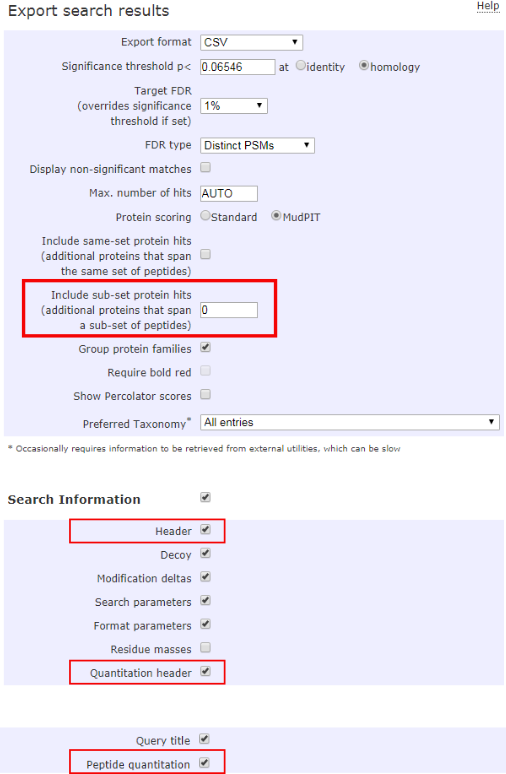 Export search results
Help
Export format CSV
Significance threshold p< 0.06546 at identity homology
Target FDR
(overrides significance 1%
threshold if set)
FDR type Distinct PSMs
Display non-significant matches
Max. number of hits AUTO
Protein scoring Standard MudPIT
Include same-set protein hits
(additional proteins that span
the same set of peptides)
Include sub-set protein hits
(additional proteins that span 0
a sub-set of peptides)
Group protein families
Require bold red
Show Percolator scores
Preferred Taxonomy* All entries
* Occasionally requires information to be retrieved from external utilities, which can be slow
Search Information
Header
Decoy
Modification deltas
Search parameters
Format parameters
Residue masses
Quantitation header
Query title
Peptide quantitation